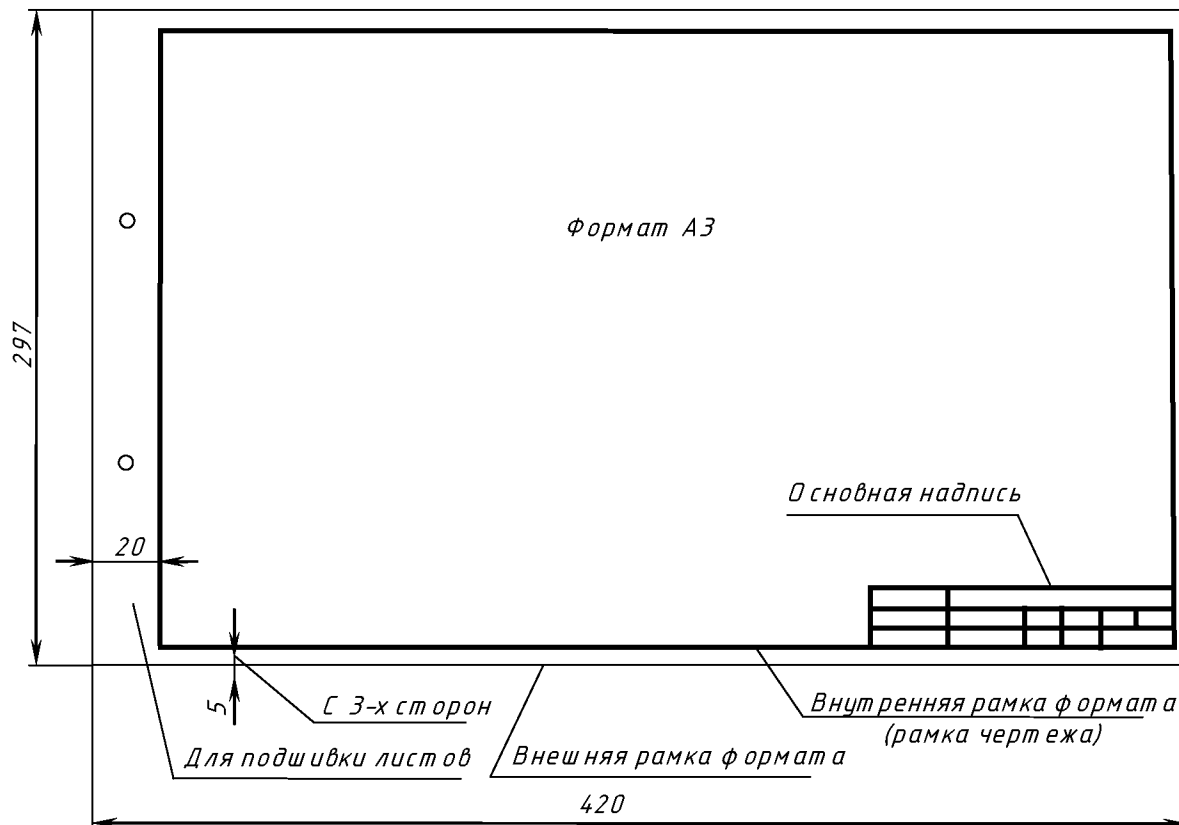 Формат А3
297
Основная надпись
20
5
С 3-х сторон
Внутренняя рамка формата
(рамка чертежа)
Для подшивки листов
Внешняя рамка формата
420